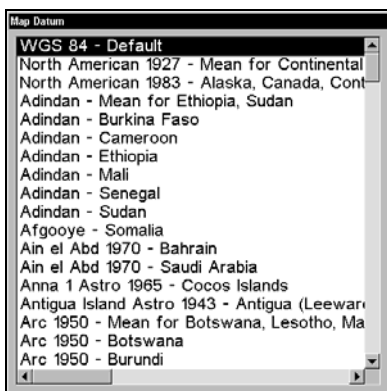 Map Datum
WGS 84 - Default
North American 1927 - Mean for Continental
North American 1983 - Alaska, Canada, Cont
Adindan - Mean for Ethiopia, Sudan
Adindan - Burkina Faso
Adindan - Cameroon
Adindan - Ethiopia
Adindan - Mali
Adindan - Senegal
Adindan - Sudan
Afgooye - Somalia
Ain el Abd 1970 - Bahrain
Ain el Abd 1970 - Saudi Arabia
Anna 1 Astro 1965 - Cocos Islands
Antigua Island Astro 1943 - Antigua (Leeward
Arc 1950 - Mean for Botswana, Lesotho, Ma
Arc 1950 - Botswana
Arc 1950 - Burundi